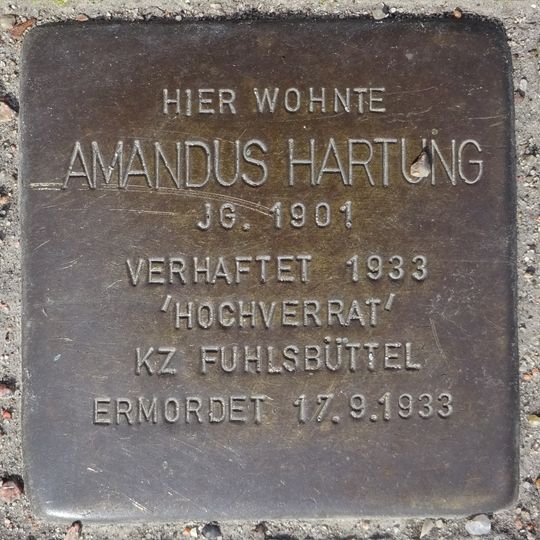 HIER WOHNTE
AMANDUS HARTUNG
JG. 1901
VERHAFTET 1933
'HOCHVERRAT'
KZ FUHLSBÜTTEL
ERMORDET 17.9.1933